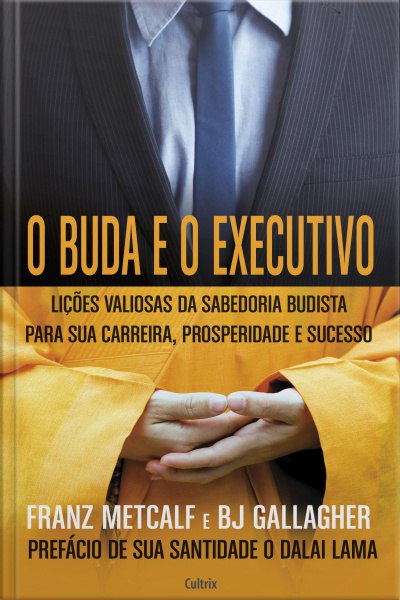 O BUDA E O EXECUTIVO
LIÇÕES VALIOSAS DA SABEDORIA BUDISTA
PARA SUA CARREIRA, PROSPERIDADE E SUCESSO
FRANZ METCALF E BJ GALLAGHER
PREFÁCIO DE SUA SANTIDADE O DALAI LAMA
Cultrix